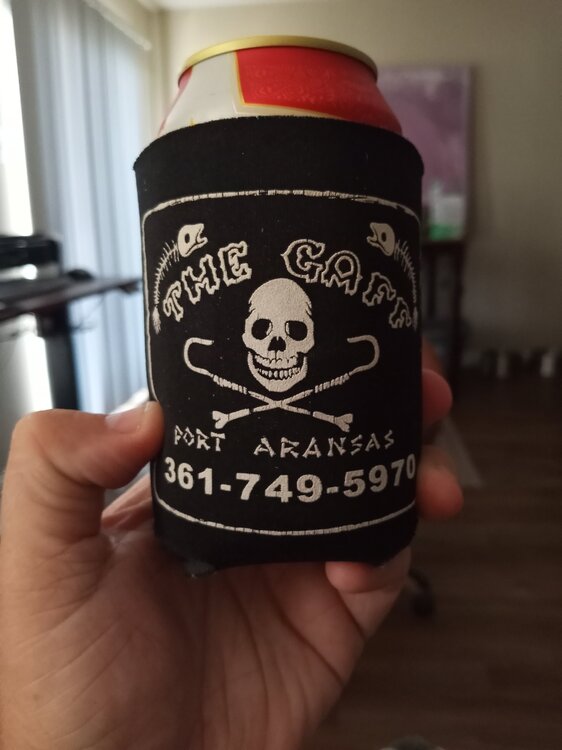 THE GAFF
PORT ARANSAS
361-749-5970